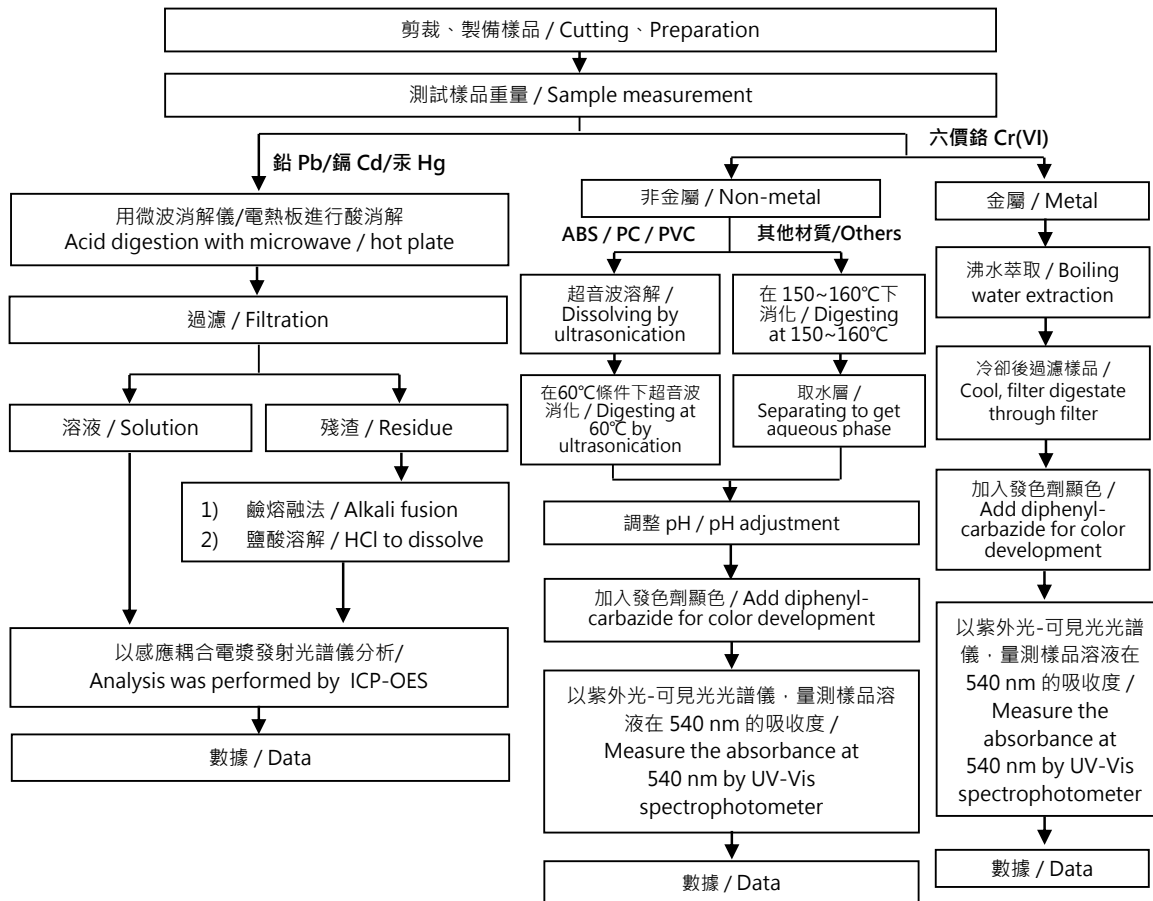 剪裁、製備樣品 / Cutting、Preparation
測試樣品重量 / Sample measurement
鉛 Pb/鎘 Cd/汞 Hg
六價鉻 Cr(VI)
用微波消解儀/電熱板進行酸消解
Acid digestion with microwave / hot plate
過濾 / Filtration
溶液 / Solution
殘渣 / Residue
1) 鹼熔融法 / Alkali fusion
2) 鹽酸溶解 / HCl to dissolve
以感應耦合電漿發射光譜儀分析/
Analysis was performed by ICP-OES
數據 / Data
非金屬 / Non-metal
ABS / PC / PVC
其他材質/Others
超音波溶解 /
Dissolving by
ultrasonication
在60℃條件下超音波
消化 / Digesting at
60℃ by
ultrasonication
在 150~160℃下
消化 / Digesting
at 150~160℃
取水層 /
Separating to get
aqueous phase
調整 pH / pH adjustment
加入發色劑顯色 / Add diphenyl-
carbazide for color development
以紫外光-可見光光譜儀，量測樣品溶
液在 540 nm 的吸收度 /
Measure the absorbance at
540 nm by UV-Vis
spectrophotometer
數據 / Data
金屬 / Metal
沸水萃取 / Boiling
water extraction
冷卻後過濾樣品 /
Cool, filter digestate
through filter
加入發色劑顯色 /
Add diphenyl-
carbazide for color
development
以紫外光-可見光光譜
儀，量測樣品溶液在
540 nm 的吸收度 /
Measure the
absorbance at
540 nm by UV-Vis
spectrophotometer
數據 / Data